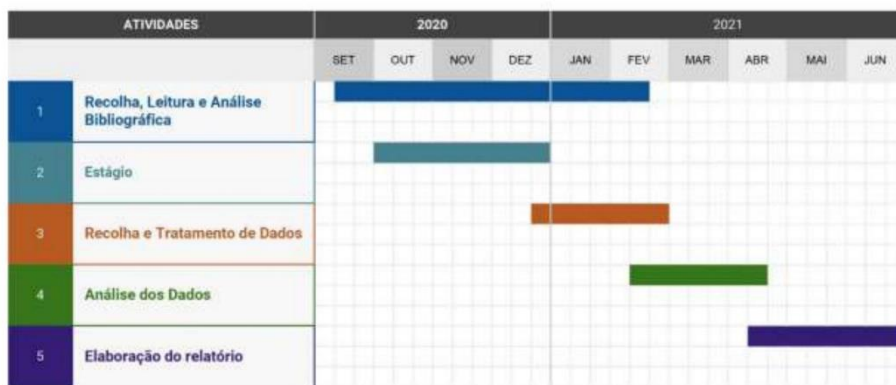 ATIVIDADES 2020 2021
SET OUT NOV DEZ JAN FEV MAR ABR MAI JUN
1 Recolha, Leitura e Análise
Bibliográfica
2 Estágio
3 Recolha e Tratamento de Dados
4 Análise dos Dados
5 Elaboração do relatório